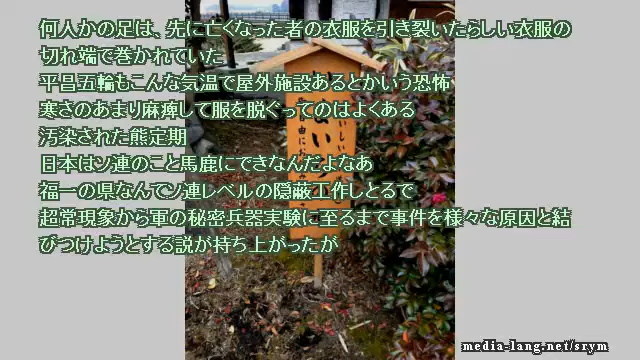 何人かの足は、先に亡くなった者の衣服を引き裂いたらしい衣服の
切れ端で巻かれていた
平昌五輪もこんな気温で屋外施設あるとかいう恐怖
寒さのあまり麻痺して服を脱ぐってのはよくある
汚染された熊定期
日本はソ連のこと馬鹿にできなんだよなあ
福一の県なんてソ連レベルの隠蔽工作しとるで
超常現象から軍の秘密兵器実験に至るまで事件を様々な原因と結
びつけようとする説が持ち上がったが
media-lang.net/srym